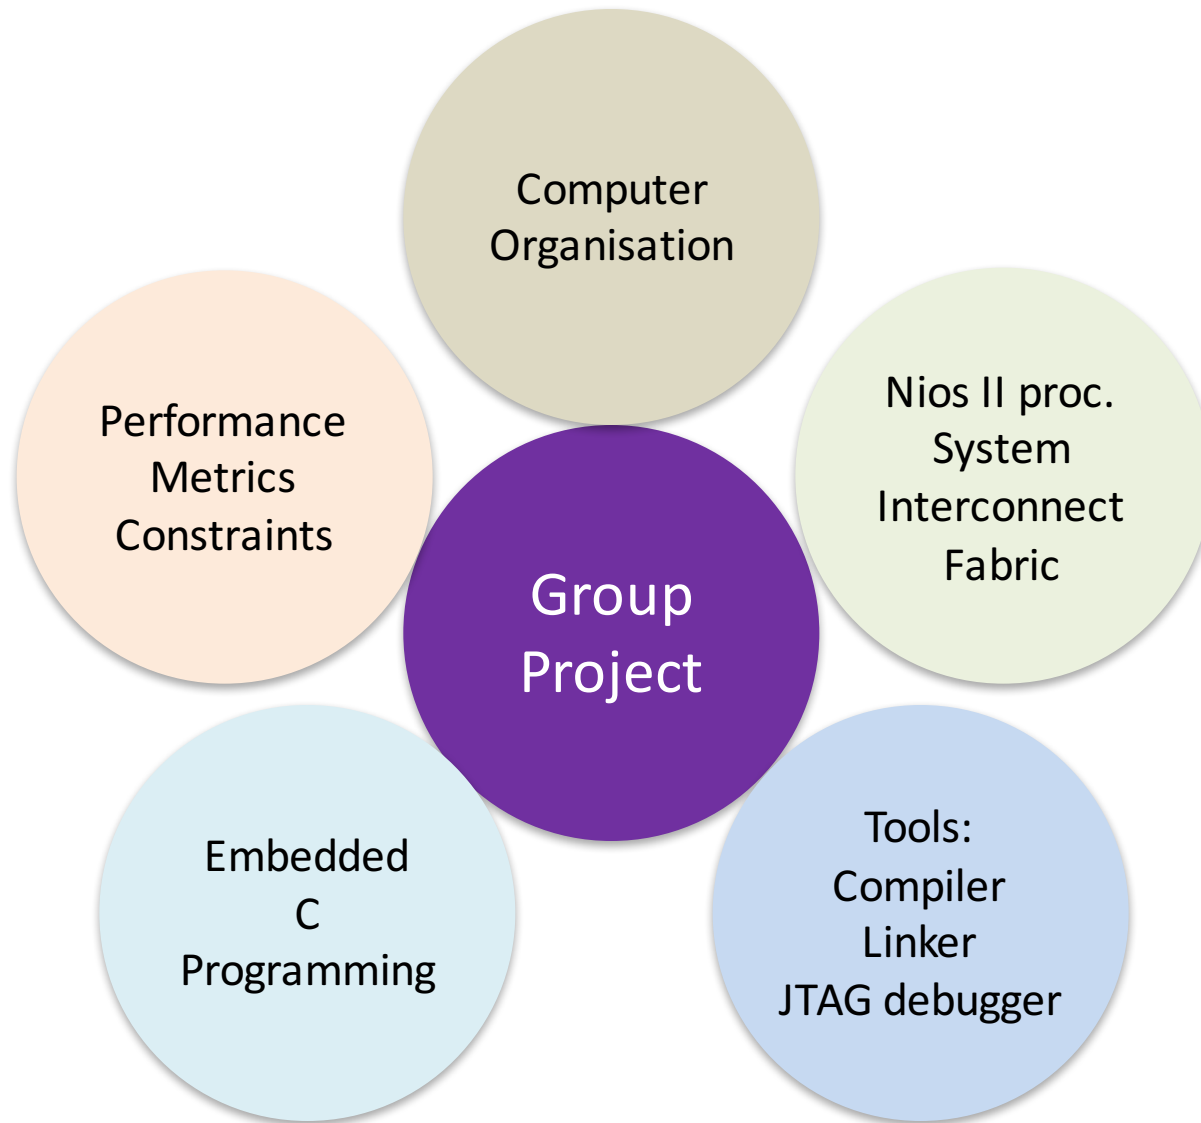 Computer
Organisation
Performance
Metrics
Constraints
Nios II proc.
System
Interconnect
Fabric
Group
Project
Embedded
C
Programming
Tools:
Compiler
Linker
JTAG debugger